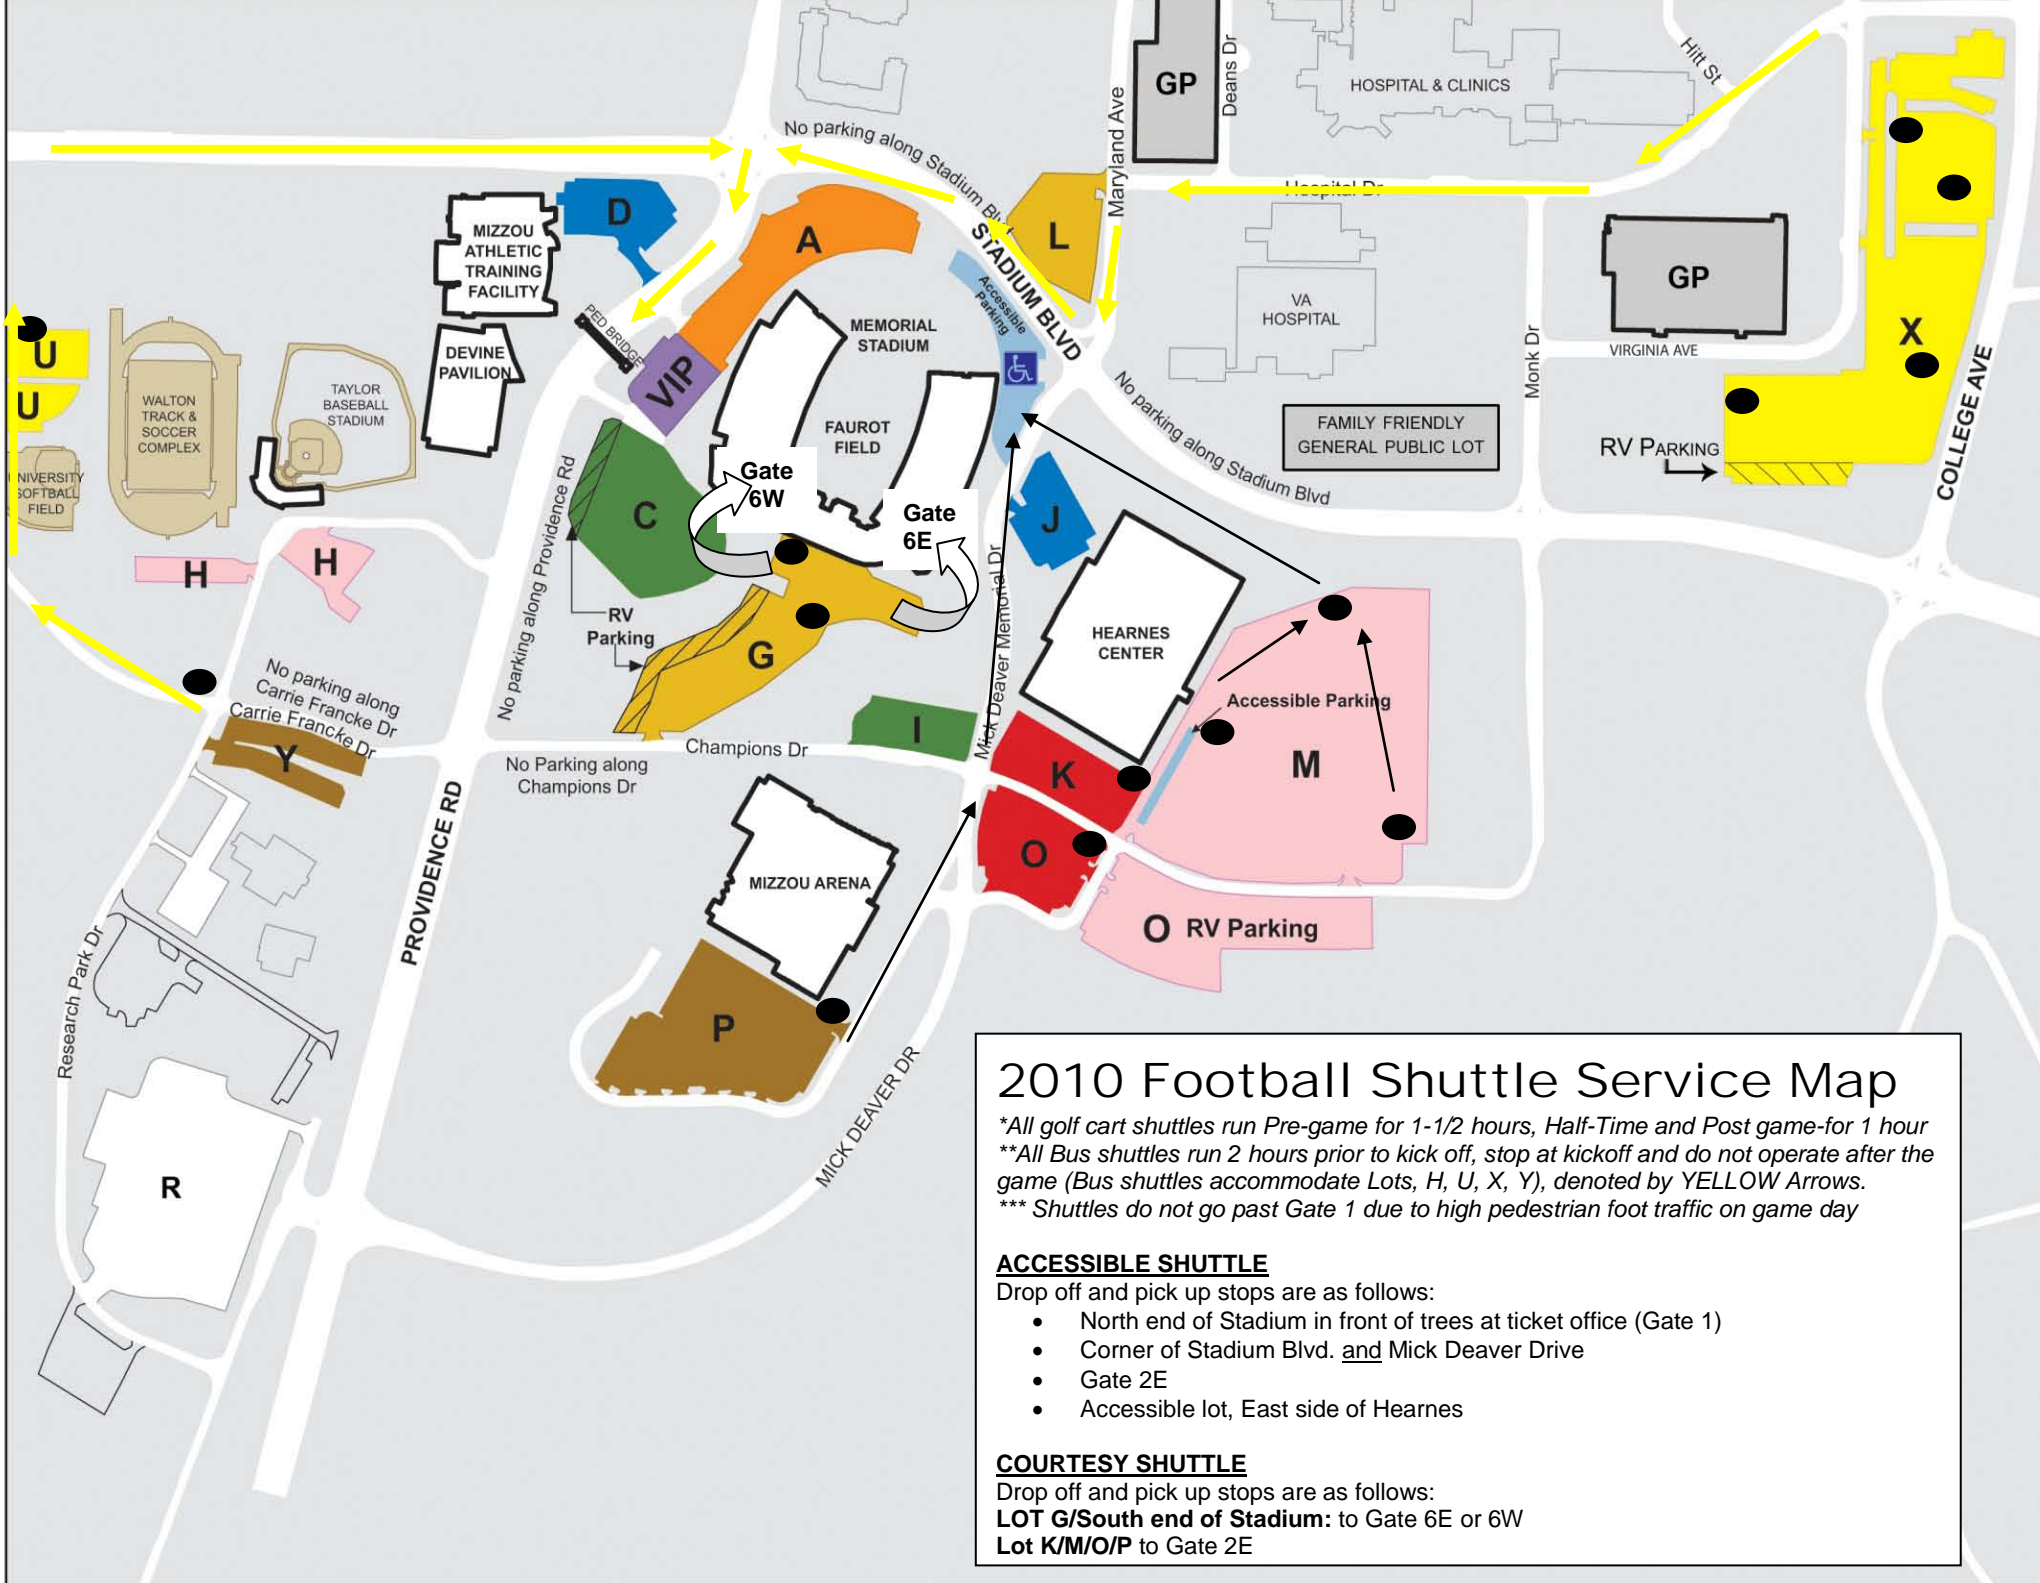 No parking along Stadium Blvd
GP
Deans Dr
Maryland Ave
HOSPITAL & CLINICS
Hitt St
Hospital Dr
D
A
L
STADIUM BLVD
Accessible
Parking
MIZZOU
ATHLETIC
TRAINING
FACILITY
PED BRIDGE
VIP
MEMORIAL
STADIUM
VA
HOSPITAL
GP
VIRGINIA AVE
Monk Dr
X
COLLEGE AVE
U
U
WALTON
TRACK &
SOCCER
COMPLEX
TAYLOR
BASEBALL
STADIUM
DEVINE
PAVILION
FAUROT
FIELD
No parking along Stadium Blvd
FAMILY FRIENDLY
GENERAL PUBLIC LOT
RV PARKING
UNIVERSITY
SOFTBALL
FIELD
No parking along Providence Rd
C
Gate
6W
Gate
6E
J
H
H
RV
Parking
G
Mick Deaver Memorial Dr
HEARNES
CENTER
Accessible Parking
M
No parking along
Carrie Francke Dr
Carrie Francke Dr
Y
I
Champions Dr
No Parking along
Champions Dr
K
O
PROVIDENCE RD
MIZZOU ARENA
O RV Parking
Research Park Dr
P
MICK DEAVER DR
R
2010 Football Shuttle Service Map
*All golf cart shuttles run Pre-game for 1-1/2 hours, Half-Time and Post game-for 1 hour
**All Bus shuttles run 2 hours prior to kick off, stop at kickoff and do not operate after the
game (Bus shuttles accommodate Lots, H, U, X, Y), denoted by YELLOW Arrows.
*** Shuttles do not go past Gate 1 due to high pedestrian foot traffic on game day
ACCESSIBLE SHUTTLE
Drop off and pick up stops are as follows:
• North end of Stadium in front of trees at ticket office (Gate 1)
• Corner of Stadium Blvd. and Mick Deaver Drive
• Gate 2E
• Accessible lot, East side of Hearnes
COURTESY SHUTTLE
Drop off and pick up stops are as follows:
LOT G/South end of Stadium: to Gate 6E or 6W
Lot K/M/O/P to Gate 2E